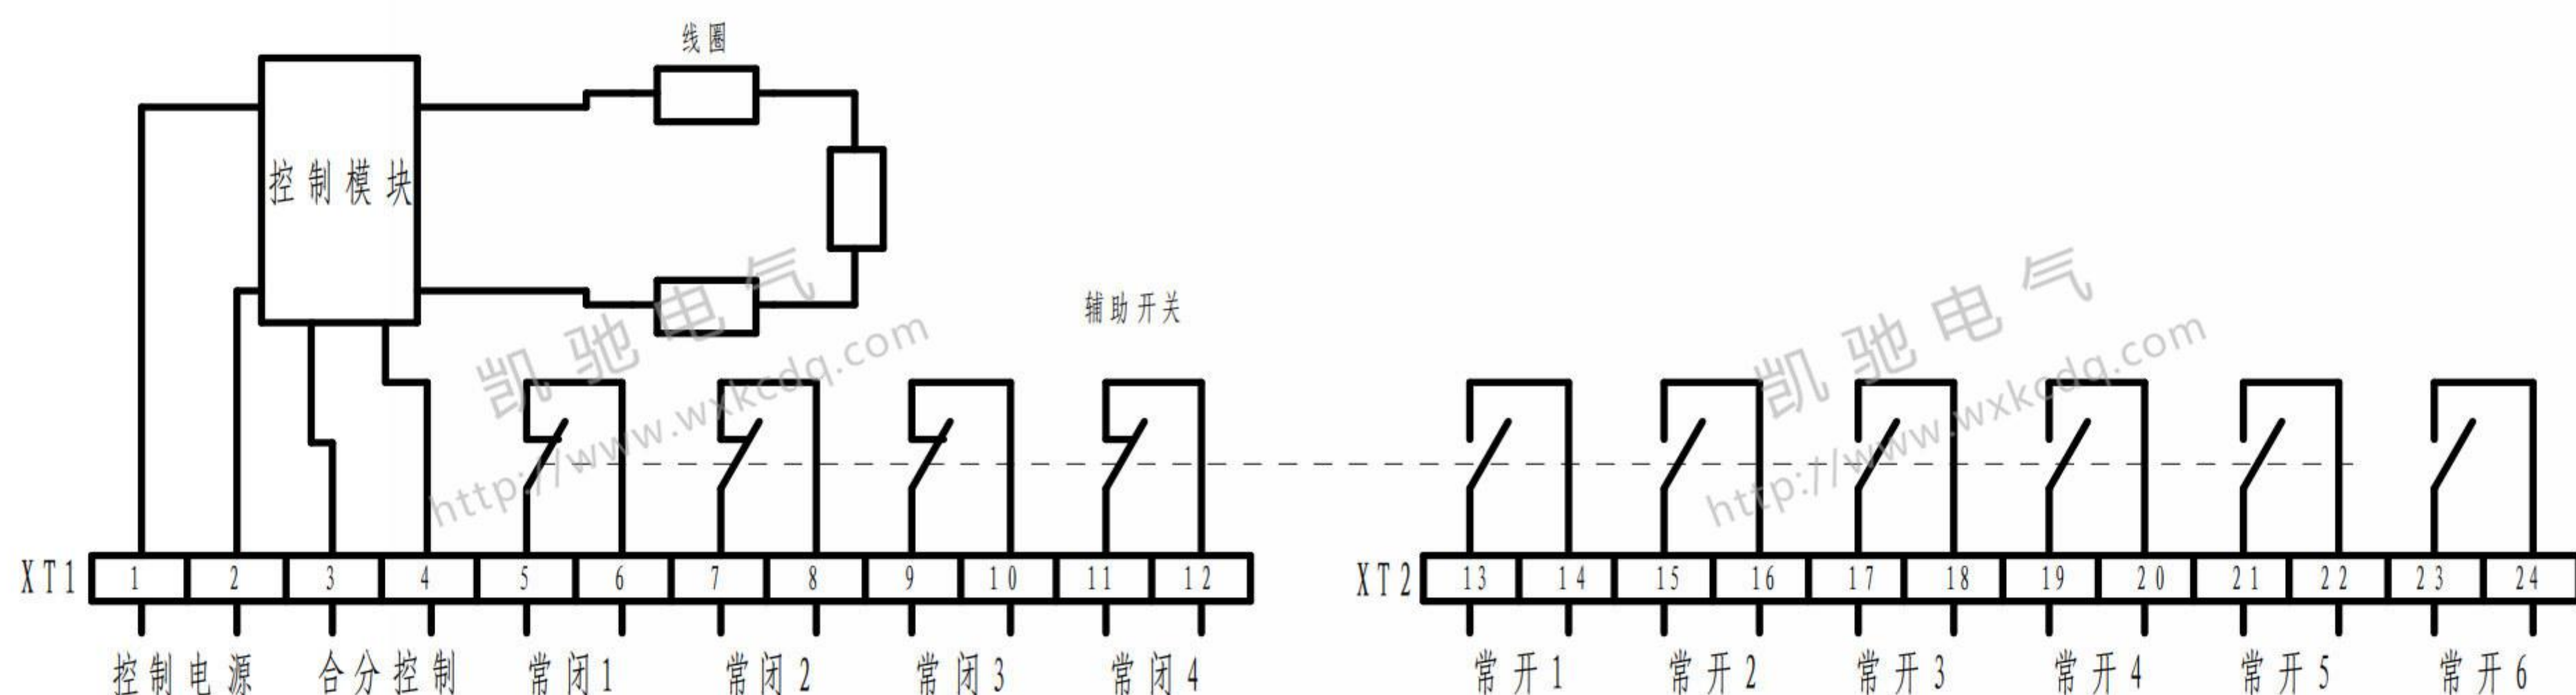 线圈
控制模块
辅助开关
凯驰电气
http://www.wxkcdq.com
凯驰电气
http://www.wxkcdq.com
XT1 1 2 3 4 5 6 7 8 9 10 11 12
XT2 13 14 15 16 17 18 19 20 21 22 23 24
控制电源 合分控制 常闭1 常闭2 常闭3 常闭4 常开1 常开2 常开3 常开4 常开5 常开6